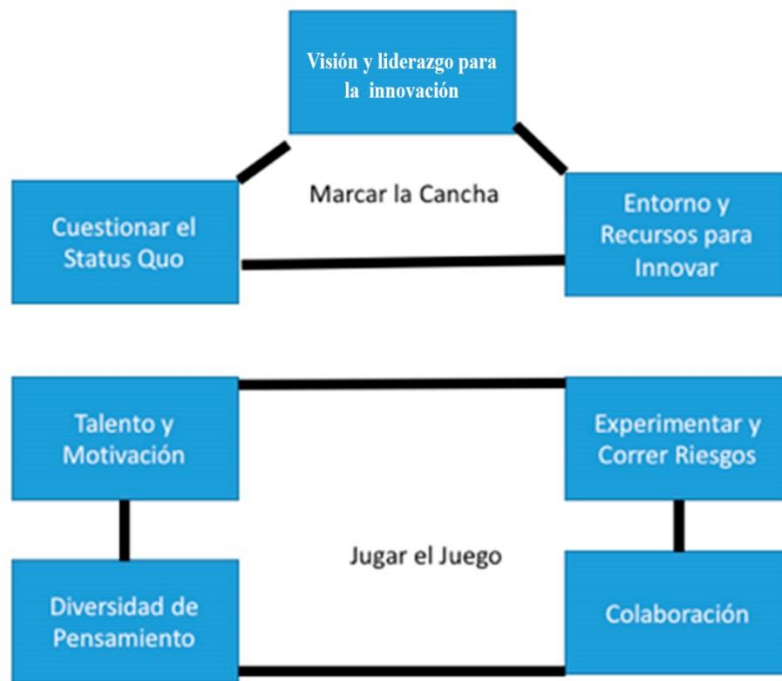 Visión y liderazgo para
la innovación
Marcar la Cancha
Cuestionar el
Status Quo
Entorno y
Recursos para
Innovar
Talento y
Motivación
Experimentar y
Correr Riesgos
Jugar el Juego
Diversidad de
Pensamiento
Colaboración